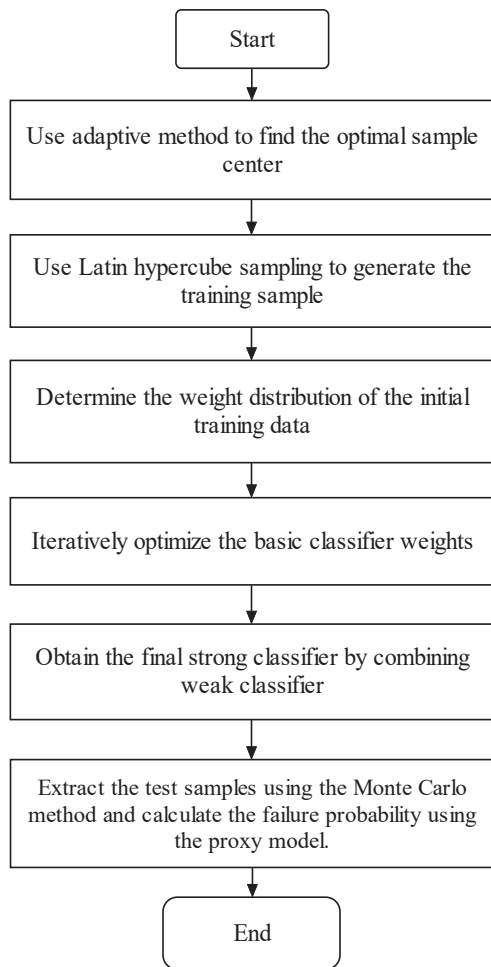 Start
Use adaptive method to find the optimal sample
center
Use Latin hypercube sampling to generate the
training sample
Determine the weight distribution of the initial
training data
Iteratively optimize the basic classifier weights
Obtain the final strong classifier by combining
weak classifier
Extract the test samples using the Monte Carlo
method and calculate the failure probability using
the proxy model.
End